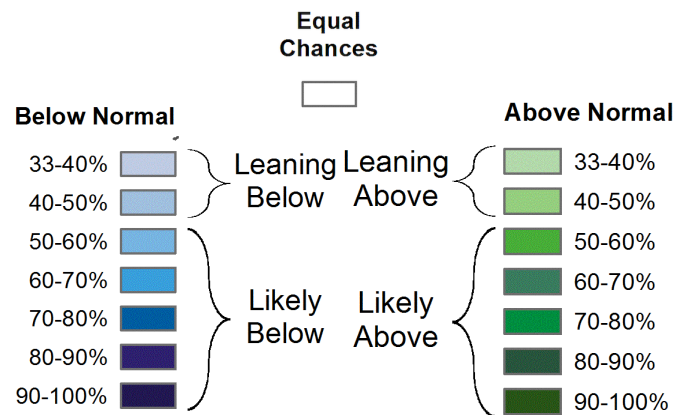 Equal
Chances
Below Normal
33-40%
40-50%
50-60%
60-70%
70-80%
80-90%
90-100%
Leaning
Below
Likely
Below
Leaning
Above
Likely
Above
Above Normal
33-40%
40-50%
50-60%
60-70%
70-80%
80-90%
90-100%